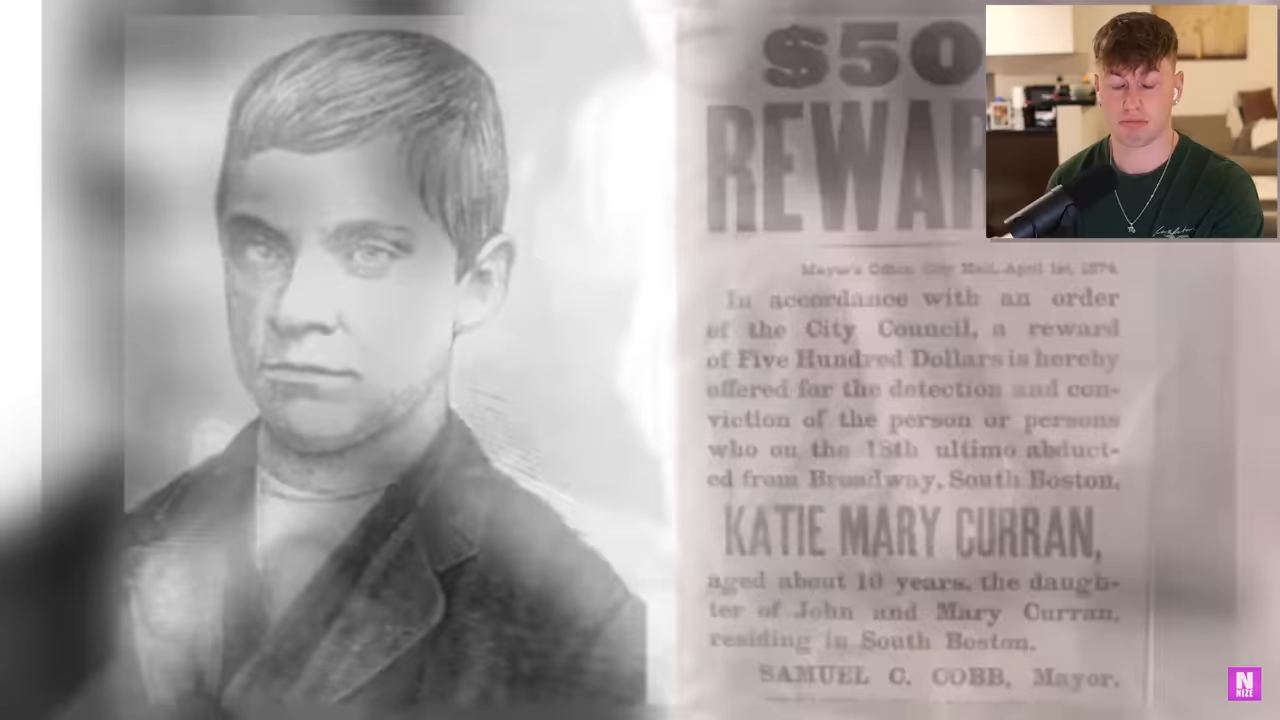 $50
REWAR
Mayor's Office, City Hall, April 1st, 1874.
In accordance with an order
of the City Council, a reward
of Five Hundred Dollars is hereby
offered for the detection and con-
viction of the person or persons
who on the 18th ultimo abduct-
ed from Broadway, South Boston,
KATIE MARY CURRAN,
aged about 10 years, the daugh-
ter of John and Mary Curran,
residing in South Boston.
SAMUEL C. COBB, Mayor.
N
NIZE